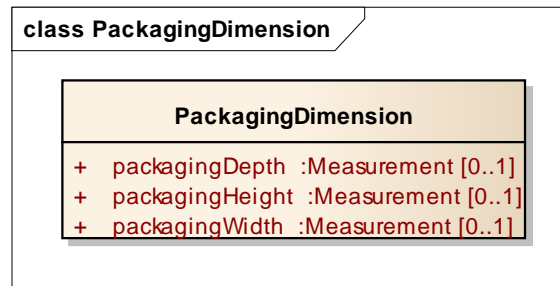 class PackagingDimension
PackagingDimension
+ packagingDepth :Measurement [0..1]
+ packagingHeight :Measurement [0..1]
+ packagingWidth :Measurement [0..1]